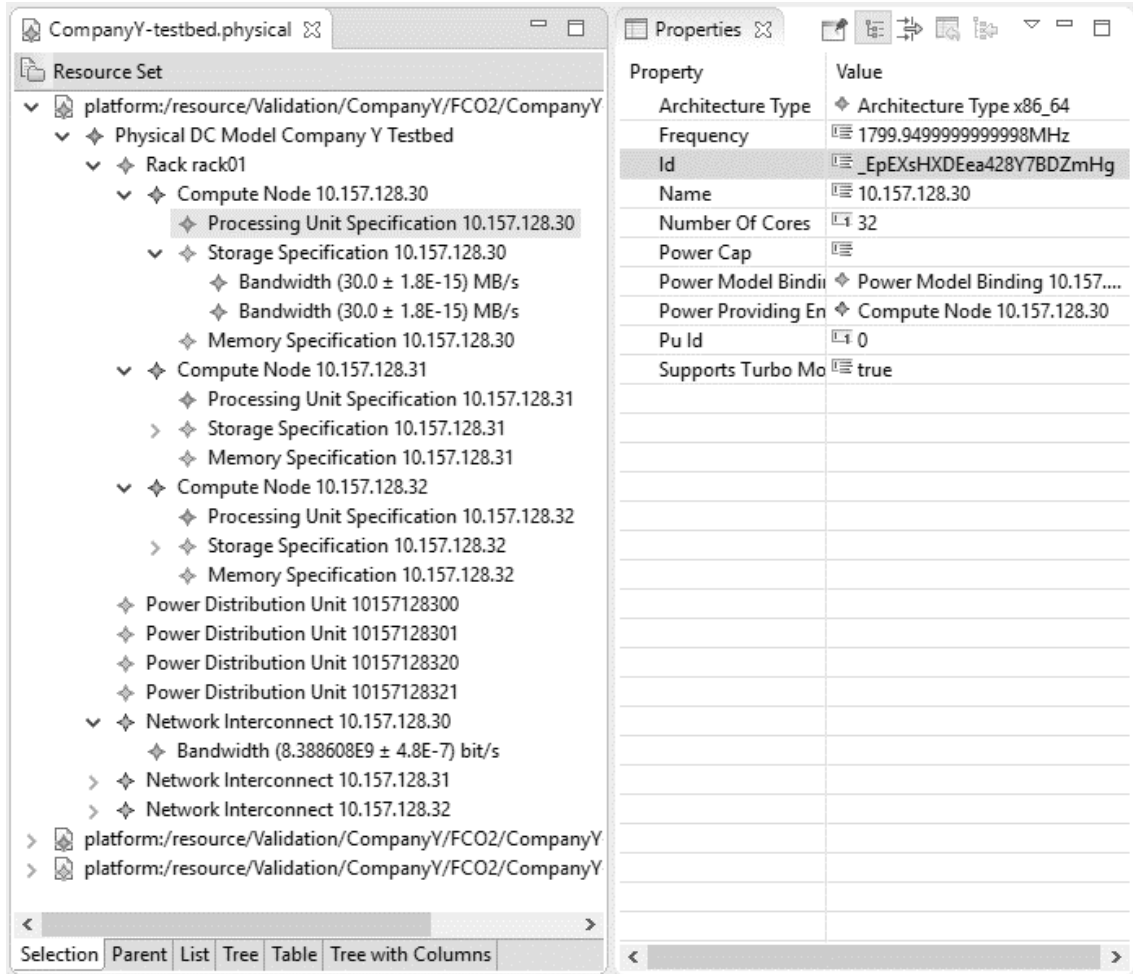 CompanyY-testbed.physical
Resource Set
platform:/resource/Validation/CompanyY/FCO2/CompanyY
Physical DC Model Company Y Testbed
Rack rack01
Compute Node 10.157.128.30
Processing Unit Specification 10.157.128.30
Storage Specification 10.157.128.30
Bandwidth (30.0 ± 1.8E-15) MB/s
Bandwidth (30.0 ± 1.8E-15) MB/s
Memory Specification 10.157.128.30
Compute Node 10.157.128.31
Processing Unit Specification 10.157.128.31
Storage Specification 10.157.128.31
Memory Specification 10.157.128.31
Compute Node 10.157.128.32
Processing Unit Specification 10.157.128.32
Storage Specification 10.157.128.32
Memory Specification 10.157.128.32
Power Distribution Unit 10157128300
Power Distribution Unit 10157128301
Power Distribution Unit 10157128320
Power Distribution Unit 10157128321
Network Interconnect 10.157.128.30
Bandwidth (8.388608E9 ± 4.8E-7) bit/s
Network Interconnect 10.157.128.31
Network Interconnect 10.157.128.32
platform:/resource/Validation/CompanyY/FCO2/CompanyY
platform:/resource/Validation/CompanyY/FCO2/CompanyY
Selection Parent List Tree Table Tree with Columns
Properties
Property Value
Architecture Type Architecture Type x86_64
Frequency 1799.9499999999998MHz
Id _EpEXsHXDEea428Y7BDZmHg
Name 10.157.128.30
Number Of Cores 32
Power Cap
Power Model Bindi Power Model Binding 10.157....
Power Providing En Compute Node 10.157.128.30
Pu Id 0
Supports Turbo Mo true